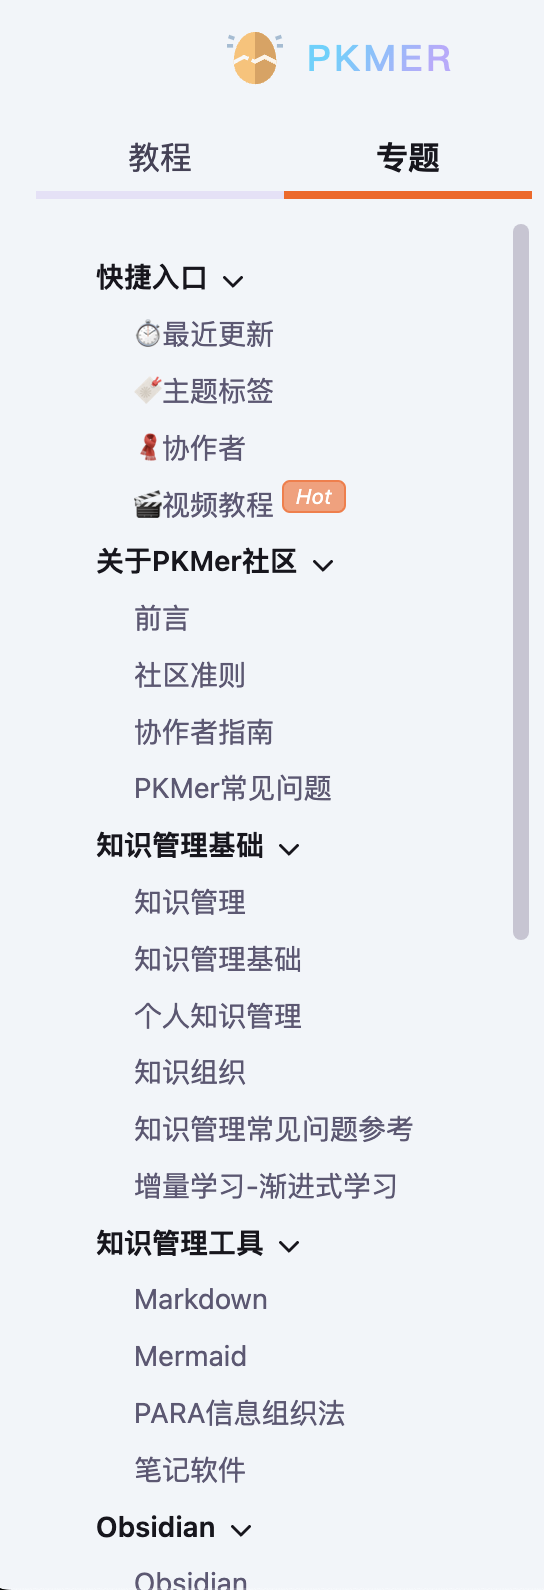 PKMER
教程 专题
快捷入口
最近更新
主题标签
协作者
视频教程 Hot
关于PKMer社区
前言
社区准则
协作者指南
PKMer常见问题
知识管理基础
知识管理
知识管理基础
个人知识管理
知识组织
知识管理常见问题参考
增量学习-渐进式学习
知识管理工具
Markdown
Mermaid
PARA信息组织法
笔记软件
Obsidian
Obsidian